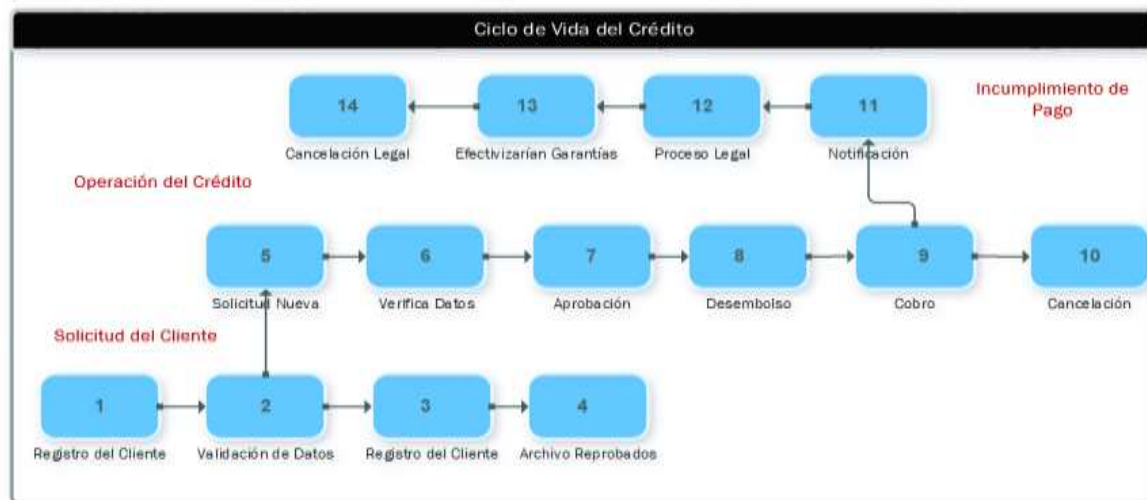 Ciclo de Vida del Crédito
14
13
12
11
Incumplimiento de
Pago
Cancelación Legal
Efectivizarían Garantías
Proceso Legal
Notificación
Operación del Crédito
5
6
7
8
9
10
Solicitud Nueva
Verifica Datos
Aprobación
Desembolso
Cobro
Cancelación
Solicitud del Cliente
1
2
3
4
Registro del Cliente
Validación de Datos
Registro del Cliente
Archivo Reprobados